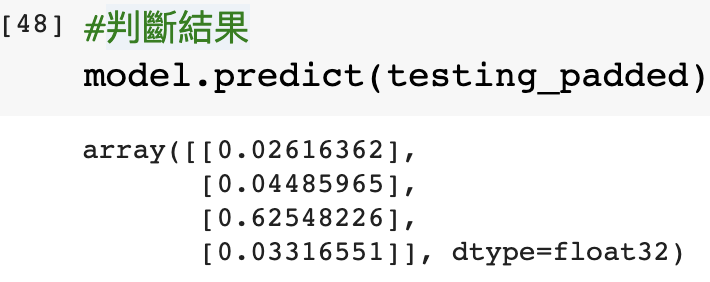 [48] #判斷結果
model.predict(testing_padded)
array([[0.02616362],
[0.04485965],
[0.62548226],
[0.03316551]], dtype=float32)